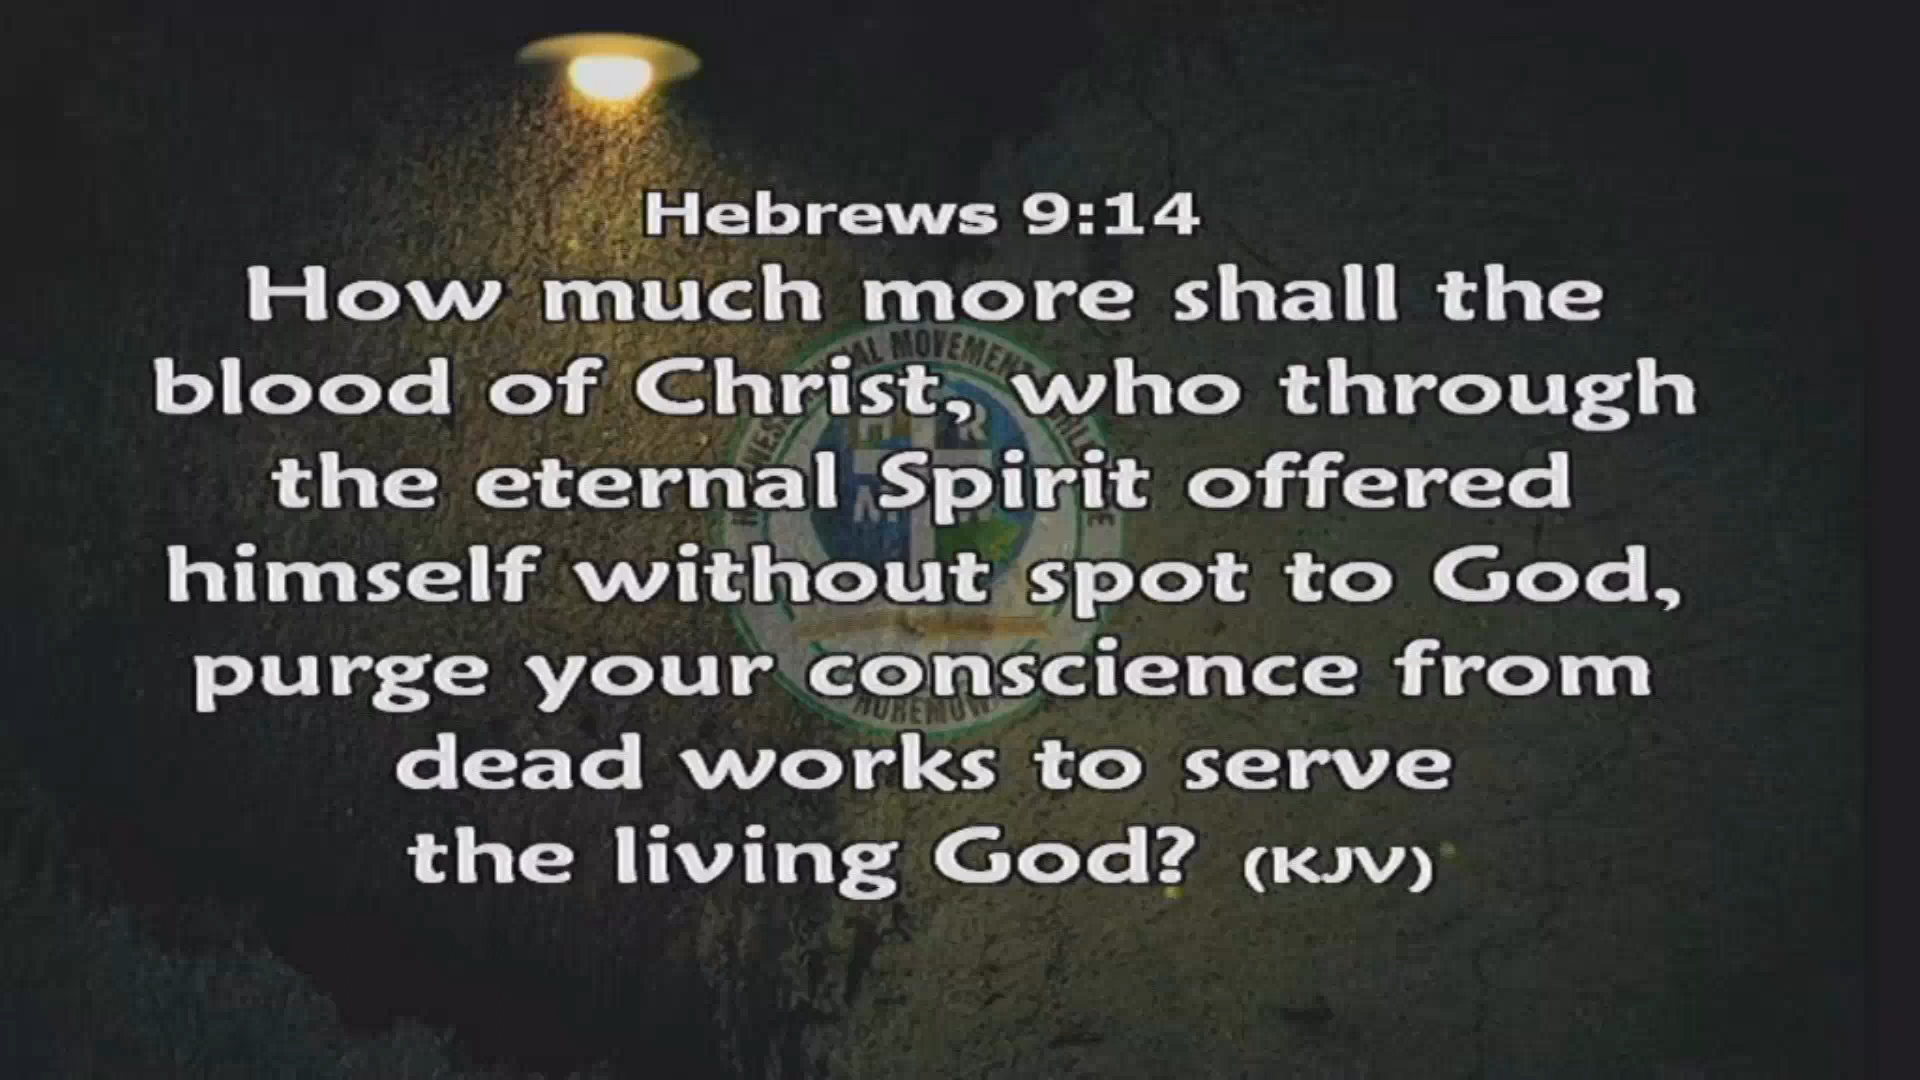 Hebrews 9:14
How much more shall the
blood of Christ, who through
the eternal Spirit offered
himself without spot to God,
purge your conscience from
dead works to serve
the living God? (KJV)
MOVEMENT
H R
M